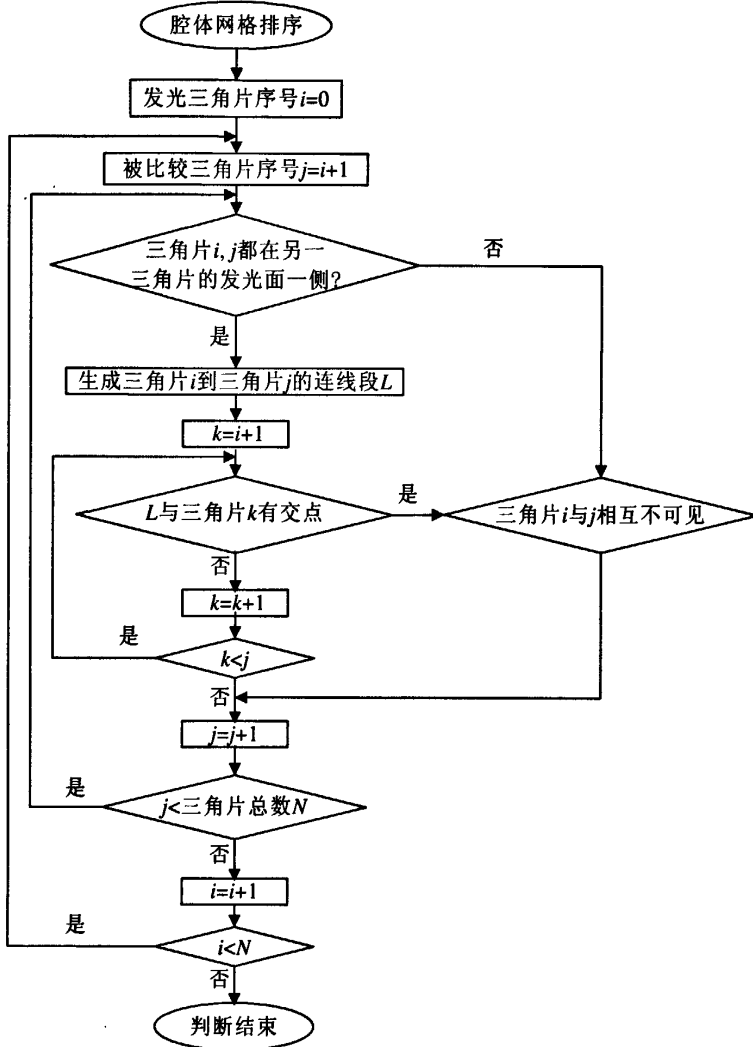 腔体网格排序
发光三角片序号i=0
被比较三角片序号j=i+1
三角片i,j都在另一
三角片的发光面一侧?
否
是
生成三角片i到三角片j的连线段L
k=i+1
L与三角片k有交点
是
三角片i与j相互不可见
否
k=k+1
是
k<j
否
j=j+1
是
j<三角片总数N
否
i=i+1
是
i<N
否
判断结束